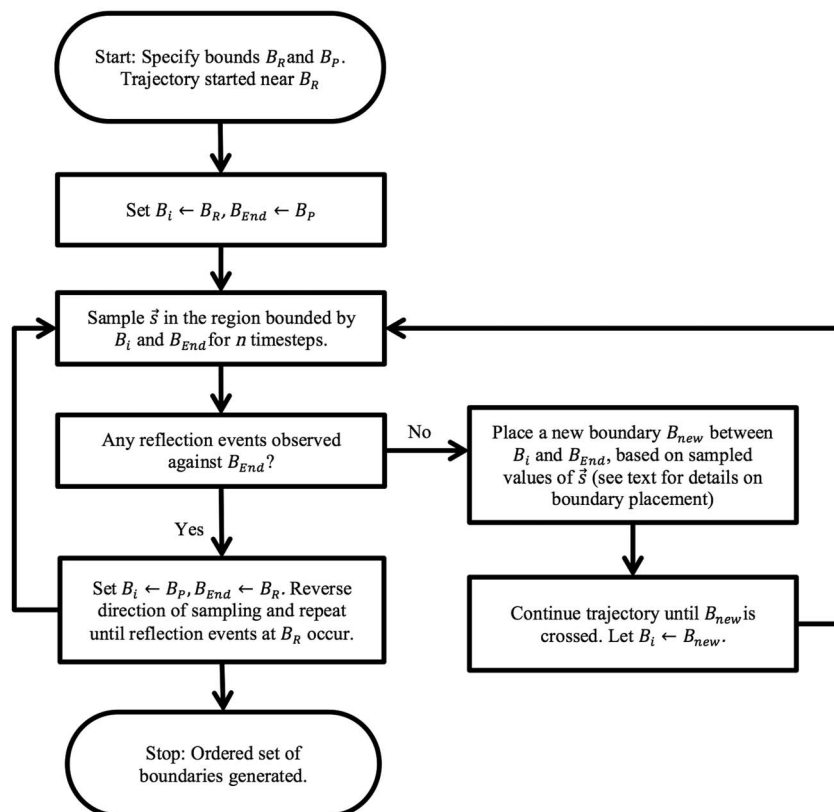 Start: Specify bounds B_R and B_P.
Trajectory started near B_R
Set B_i ← B_R, B_End ← B_P
Sample s⃗ in the region bounded by
B_i and B_End for n timesteps.
Any reflection events observed
against B_End?
No
Place a new boundary B_new between
B_i and B_End, based on sampled
values of s⃗ (see text for details on
boundary placement)
Yes
Set B_i ← B_P, B_End ← B_R. Reverse
direction of sampling and repeat
until reflection events at B_R occur.
Continue trajectory until B_new is
crossed. Let B_i ← B_new.
Stop: Ordered set of
boundaries generated.